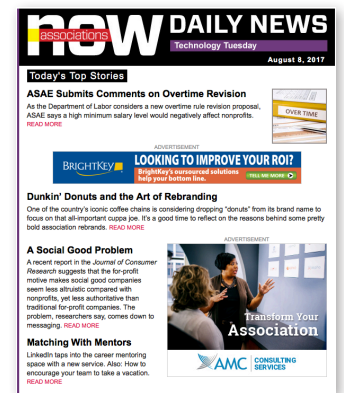 associations
now DAILY NEWS
Technology Tuesday
August 8, 2017
Today's Top Stories
ASAE Submits Comments on Overtime Revision
As the Department of Labor considers a new overtime rule revision proposal,
ASAE says a high minimum salary level would negatively affect nonprofits.
READ MORE
OVER TIME
ADVERTISEMENT
BRIGHTKEY
LOOKING TO IMPROVE YOUR ROI?
BrightKey's oursourced solutions
help your bottom line.
TELL ME MORE
Dunkin' Donuts and the Art of Rebranding
One of the country's iconic coffee chains is considering dropping "donuts" from its brand name to
focus on that all-important cuppa joe. It's a good time to reflect on the reasons behind some pretty
bold association rebrands. READ MORE
A Social Good Problem
A recent report in the Journal of Consumer
Research suggests that the for-profit
motive makes social good companies
seem less altruistic compared with
nonprofits, yet less authoritative than
traditional for-profit companies. The
problem, researchers say, comes down to
messaging. READ MORE
Matching With Mentors
LinkedIn taps into the career mentoring
space with a new service. Also: How to
encourage your team to take a vacation.
READ MORE
ADVERTISEMENT
Transform Your
Association
AMC CONSULTING
SERVICES